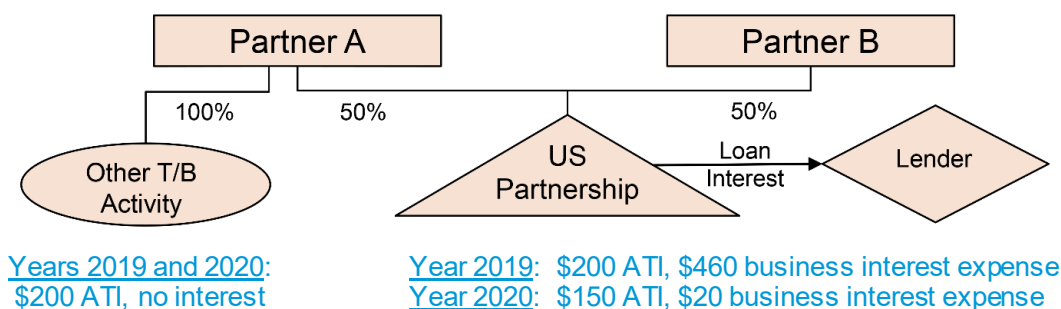 Partner A
Partner B
100%
50%
50%
Other T/B
Activity
US
Partnership
Loan
Interest
Lender
Years 2019 and 2020:
$200 ATI, no interest
Year 2019: $200 ATI, $460 business interest expense
Year 2020: $150 ATI, $20 business interest expense